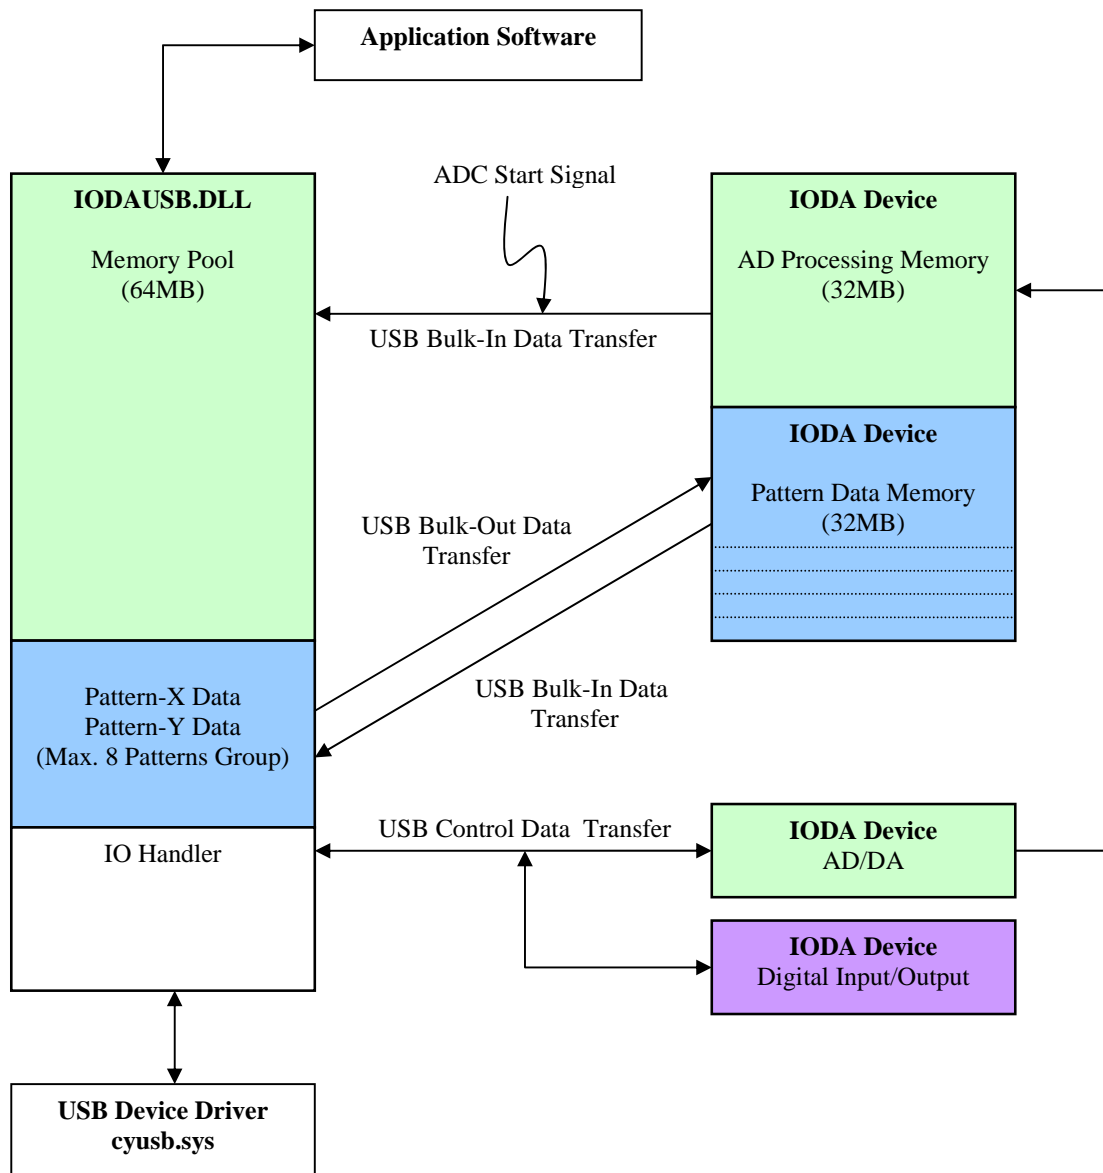 Application Software
ADC Start Signal
IODAUSB.DLL
Memory Pool
(64MB)
IODA Device
AD Processing Memory
(32MB)
USB Bulk-In Data Transfer
IODA Device
Pattern Data Memory
(32MB)
USB Bulk-Out Data
Transfer
USB Bulk-In Data
Transfer
Pattern-X Data
Pattern-Y Data
(Max. 8 Patterns Group)
USB Control Data  Transfer
IO Handler
IODA Device
AD/DA
IODA Device
Digital Input/Output
USB Device Driver
cyusb.sys